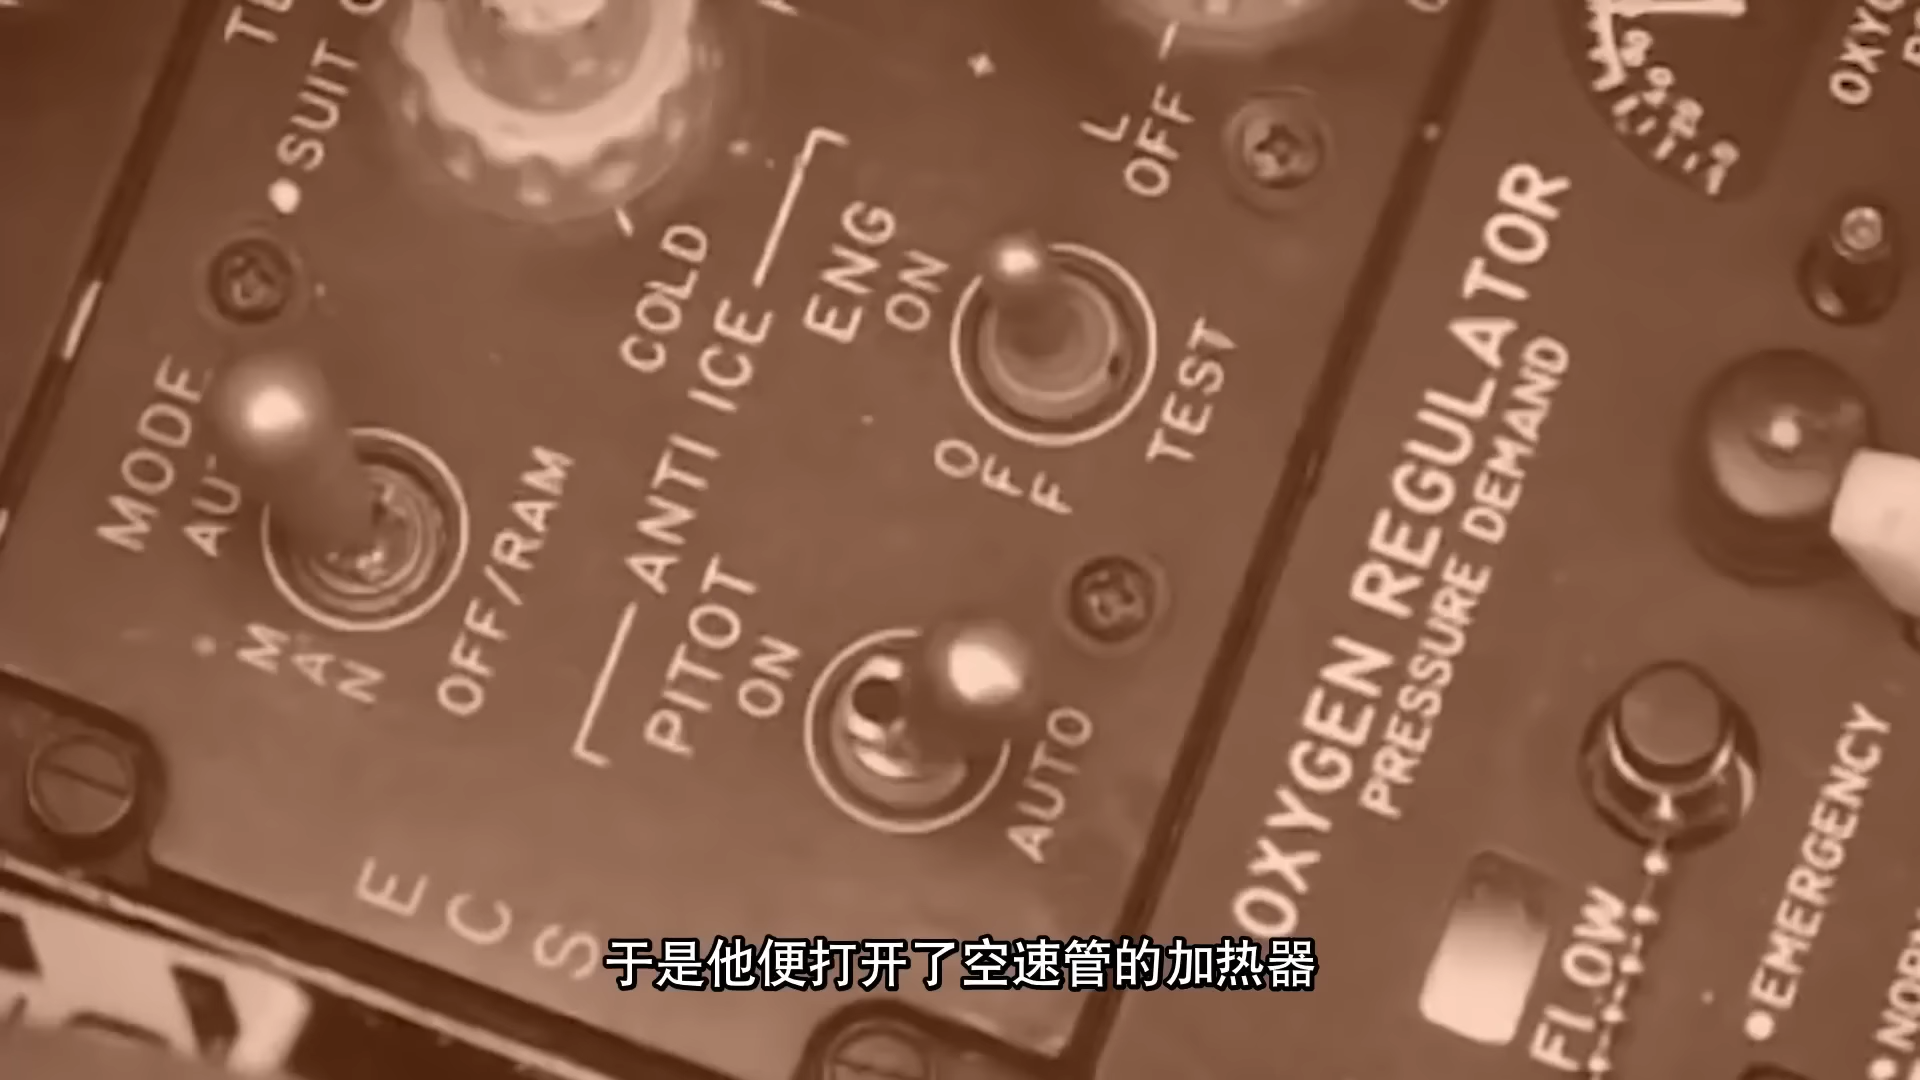 SUIT
COLD
L
OFF
ENG
ON
TEST
OFF
ANTI ICE
MODE
MAN
OFF/RAM
PITOT
ON
AUTO
ECS
OXYGEN REGULATOR
PRESSURE DEMAND
FLOW
EMERGENCY
于是他便打开了空速管的加热器